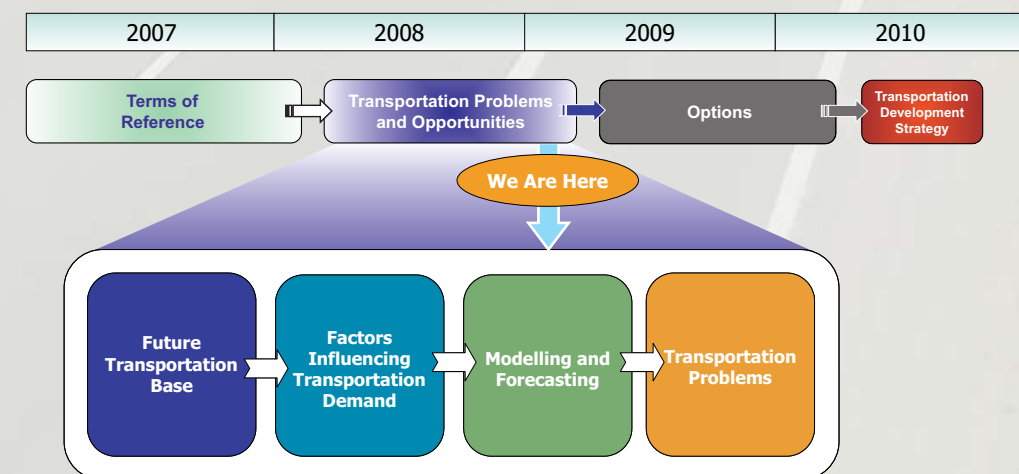 2007
2008
2009
2010
Terms of
Reference
Transportation Problems
and Opportunities
Options
Transportation
Development
Strategy
We Are Here
Future
Transportation
Base
Factors
Influencing
Transportation
Demand
Modelling and
Forecasting
Transportation
Problems